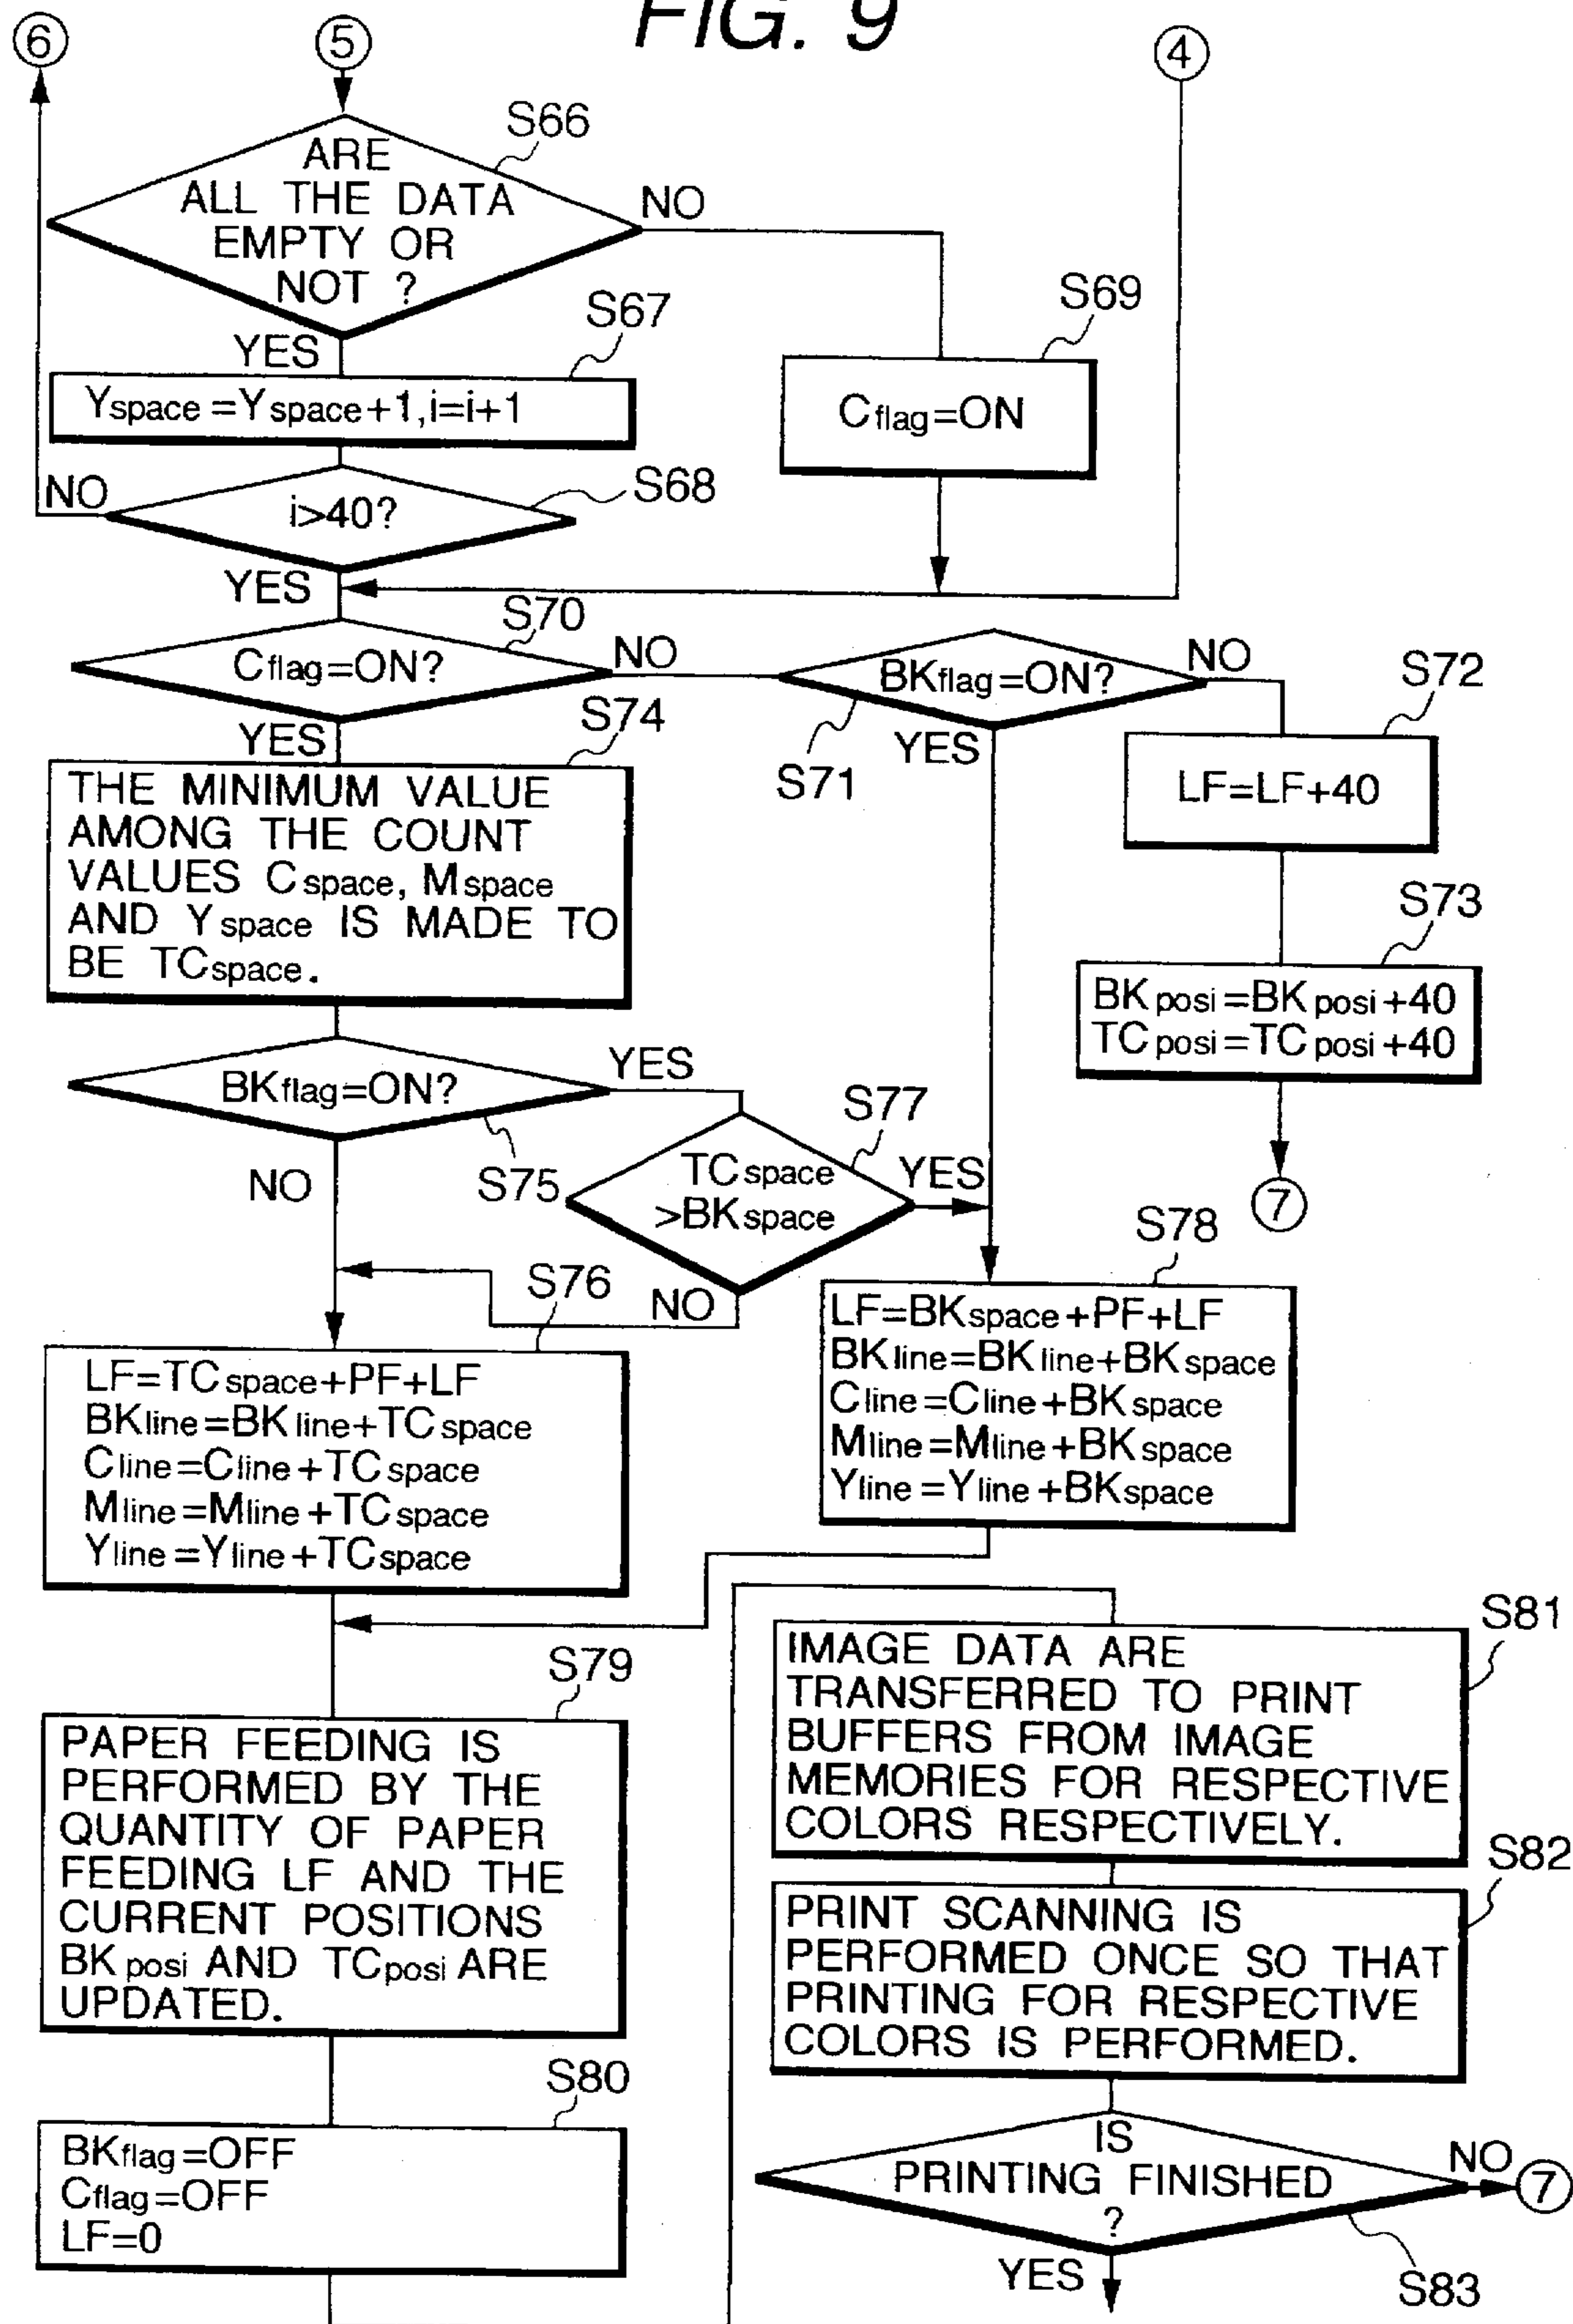 FIG. 9
6
5
4
S66
ARE
ALL THE DATA
EMPTY OR
NOT ?
NO
YES
S67
Yspace=Yspace+1,i=i+1
S69
Cflag=ON
S68
i>40?
NO
YES
S70
Cflag=ON?
NO
YES
BKflag=ON?
S71
NO
YES
S72
LF=LF+40
S73
BKposi=BKposi+40
TCposi=TCposi+40
7
S74
THE MINIMUM VALUE
AMONG THE COUNT
VALUES Cspace, Mspace
AND Yspace IS MADE TO
BE TCspace.
BKflag=ON?
S75
YES
NO
S77
TCspace
>BKspace
YES
NO
S76
LF=TCspace+PF+LF
BKline=BKline+TCspace
Cline=Cline+TCspace
Mline=Mline+TCspace
Yline=Yline+TCspace
S78
LF=BKspace+PF+LF
BKline=BKline+BKspace
Cline=Cline+BKspace
Mline=Mline+BKspace
Yline=Yline+BKspace
S79
PAPER FEEDING IS
PERFORMED BY THE
QUANTITY OF PAPER
FEEDING LF AND THE
CURRENT POSITIONS
BKposi AND TCposi ARE
UPDATED.
S80
BKflag=OFF
Cflag=OFF
LF=0
S81
IMAGE DATA ARE
TRANSFERRED TO PRINT
BUFFERS FROM IMAGE
MEMORIES FOR RESPECTIVE
COLORS RESPECTIVELY.
S82
PRINT SCANNING IS
PERFORMED ONCE SO THAT
PRINTING FOR RESPECTIVE
COLORS IS PERFORMED.
IS
PRINTING FINISHED
?
NO
7
YES
S83